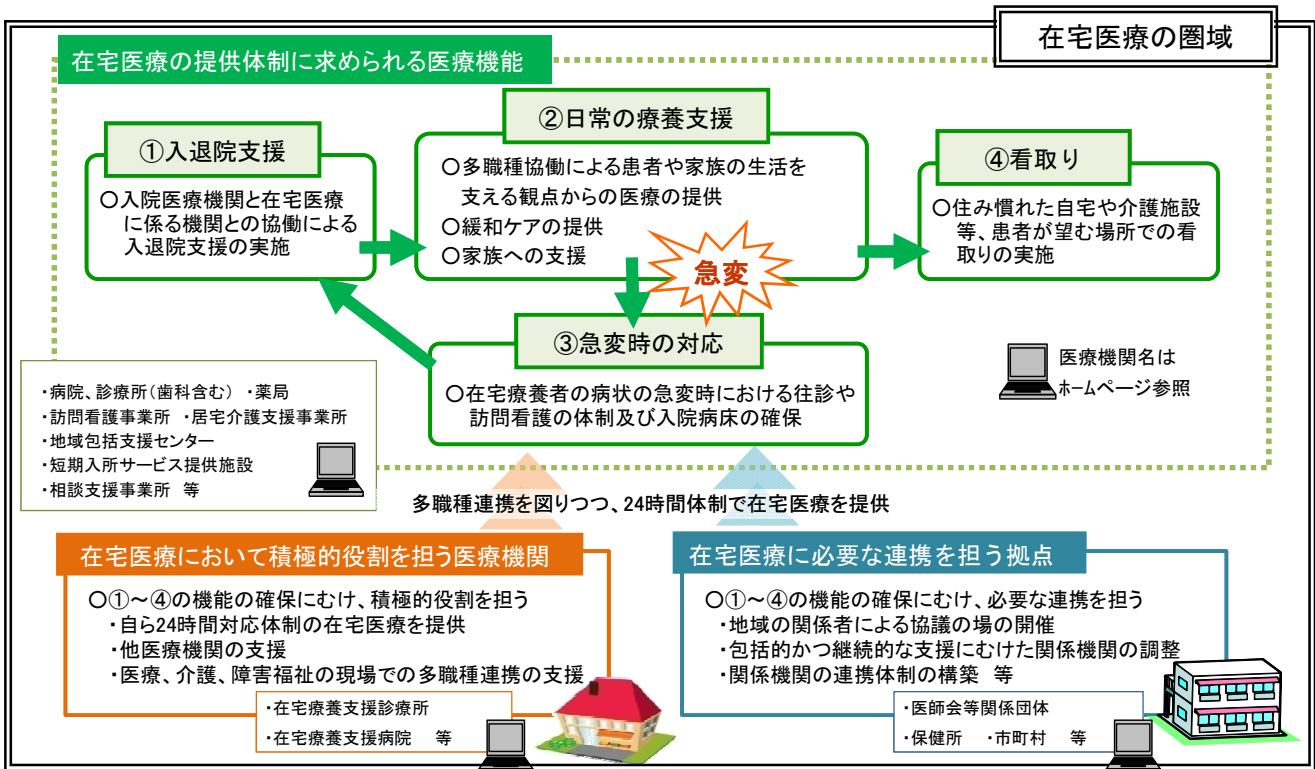 在宅医療の圏域
在宅医療の提供体制に求められる医療機能
①入退院支援
○入院医療機関と在宅医療
に係る機関との協働による
入退院支援の実施
②日常の療養支援
○多職種協働による患者や家族の生活を
支える観点からの医療の提供
○緩和ケアの提供
○家族への支援
急変
④看取り
○住み慣れた自宅や介護施設
等、患者が望む場所での看
取りの実施
③急変時の対応
○在宅療養者の病状の急変時における往診や
訪問看護の体制及び入院病床の確保
医療機関名は
ホームページ参照
・病院、診療所(歯科含む) ・薬局
・訪問看護事業所 ・居宅介護支援事業所
・地域包括支援センター
・短期入所サービス提供施設
・相談支援事業所 等
多職種連携を図りつつ、24時間体制で在宅医療を提供
在宅医療において積極的役割を担う医療機関
○①~④の機能の確保にむけ、積極的役割を担う
・自ら24時間対応体制の在宅医療を提供
・他医療機関の支援
・医療、介護、障害福祉の現場での多職種連携の支援
・在宅療養支援診療所
・在宅療養支援病院 等
在宅医療に必要な連携を担う拠点
○①~④の機能の確保にむけ、必要な連携を担う
・地域の関係者による協議の場の開催
・包括的かつ継続的な支援にむけた関係機関の調整
・関係機関の連携体制の構築 等
・医師会等関係団体
・保健所 ・市町村 等